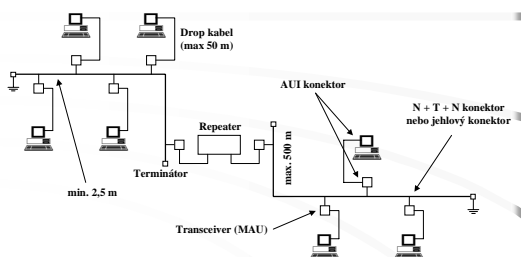 Drop kabel
(max 50 m)
AUI konektor
N + T + N konektor
nebo jehlový konektor
Repeater
max. 500 m
Terminátor
min. 2,5 m
Transceiver (MAU)